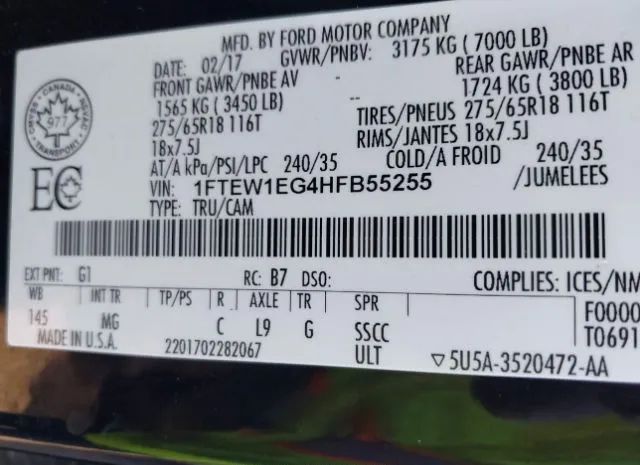 MFD. BY FORD MOTOR COMPANY
DATE: 02/17 GVWR/PNBV: 3175 KG ( 7000 LB)
FRONT GAWR/PNBE AV REAR GAWR/PNBE AR
1565 KG ( 3450 LB) 1724 KG ( 3800 LB)
275/65R18 116T TIRES/PNEUS 275/65R18 116T
18x7.5J RIMS/JANTES 18x7.5J
AT/A kPa/PSI/LPC 240/35 COLD/A FROID 240/35
VIN: 1FTEW1EG4HFB55255 /JUMELEES
TYPE: TRU/CAM
CANADA
TRANSPORT
977
EC
EXT PNT: G1 RC: B7 DSO: COMPLIES: ICES/NM
WB INT TR TP/PS R AXLE TR SPR F0000
145 MG C L9 G SSCC T0691
MADE IN U.S.A. 2201702282067 ULT ▽5U5A-3520472-AA